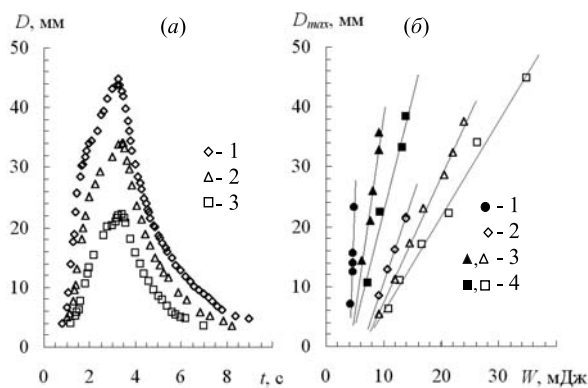 D, мм (а)
D_max, мм (б)
50
40
30
20
10
0
0 2 4 6 8 t, с
◇ - 1
△ - 2
□ - 3
50
40
30
20
10
0
0 10 20 30 W, мДж
● - 1
◇ - 2
▲,△ - 3
■,□ - 4